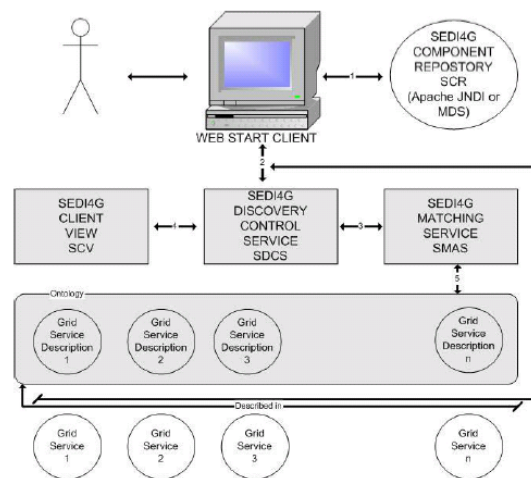 SEDI4G
COMPONENT
REPOSTORY
SCR
(Apache JNDI or
MDS)
1
WEB START CLIENT
2
SEDI4G
CLIENT
VIEW
SCV
4
SEDI4G
DISCOVERY
CONTROL
SERVICE
SDCS
3
SEDI4G
MATCHING
SERVICE
SMAS
5
Ontology
Grid
Service
Description
1
Grid
Service
Description
2
Grid
Service
Description
3
Grid
Service
Description
n
Described in
Grid
Service
1
Grid
Service
2
Grid
Service
3
Grid
Service
n